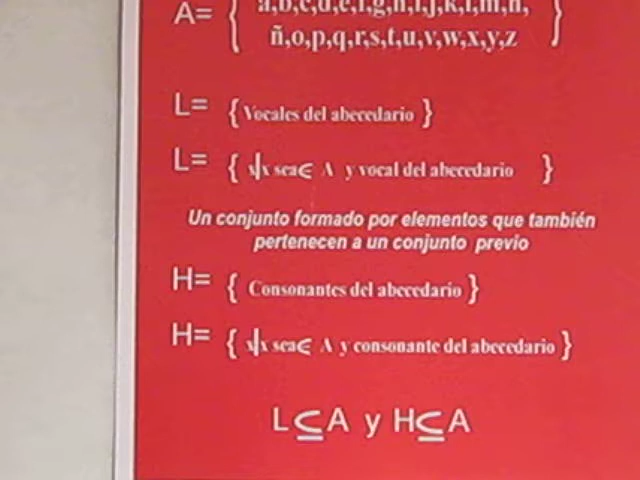 A= { a,b,c,d,e,f,g,h,i,j,k,l,m,n,
ñ,o,p,q,r,s,t,u,v,w,x,y,z }
L= { Vocales del abecedario }
L= { x|x sea∈ A y vocal del abecedario }
Un conjunto formado por elementos que también
pertenecen a un conjunto previo
H= { Consonantes del abecedario }
H= { x|x sea∈ A y consonante del abecedario }
L⊆A y H⊆A